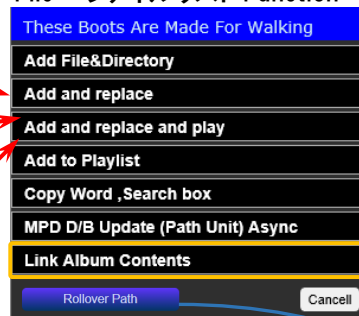 These Boots Are Made For Walking
Add File&Directory
Add and replace
Add and replace and play
Add to Playlist
Copy Word ,Search box
MPD D/B Update (Path Unit) Async
Link Album Contents
Rollover Path
Cancell